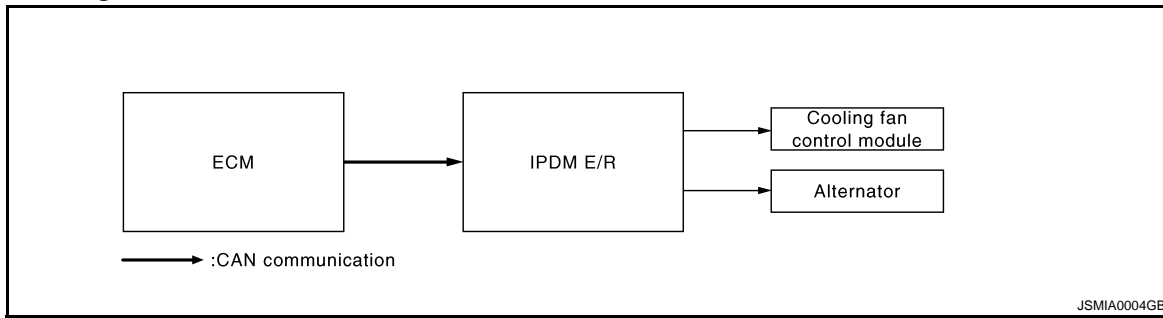 ECM
IPDM E/R
Cooling fan
control module
Alternator
:CAN communication
JSMIA0004GB